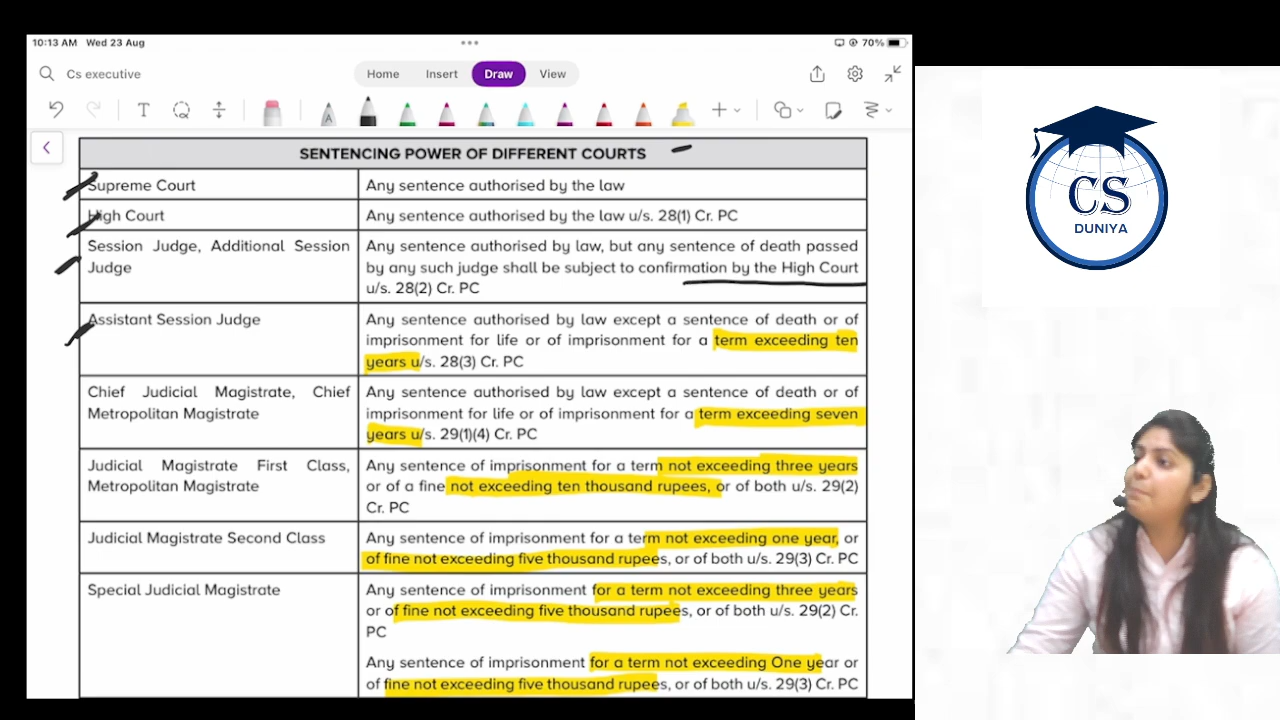 10:13 AM Wed 23 Aug
70%
Cs executive
Home Insert Draw View
T
A
SENTENCING POWER OF DIFFERENT COURTS
Supreme Court
Any sentence authorised by the law
High Court
Any sentence authorised by the law u/s. 28(1) Cr. PC
Session Judge, Additional Session
Judge
Any sentence authorised by law, but any sentence of death passed
by any such judge shall be subject to confirmation by the High Court
u/s. 28(2) Cr. PC
Assistant Session Judge
Any sentence authorised by law except a sentence of death or of
imprisonment for life or of imprisonment for a term exceeding ten
years u/s. 28(3) Cr. PC
Chief Judicial Magistrate, Chief
Metropolitan Magistrate
Any sentence authorised by law except a sentence of death or of
imprisonment for life or of imprisonment for a term exceeding seven
years u/s. 29(1)(4) Cr. PC
Judicial Magistrate First Class,
Metropolitan Magistrate
Any sentence of imprisonment for a term not exceeding three years
or of a fine not exceeding ten thousand rupees, or of both u/s. 29(2)
Cr. PC
Judicial Magistrate Second Class
Any sentence of imprisonment for a term not exceeding one year, or
of fine not exceeding five thousand rupees, or of both u/s. 29(3) Cr. PC
Special Judicial Magistrate
Any sentence of imprisonment for a term not exceeding three years
or of fine not exceeding five thousand rupees, or of both u/s. 29(2) Cr.
PC
Any sentence of imprisonment for a term not exceeding One year or
of fine not exceeding five thousand rupees, or of both u/s. 29(3) Cr. PC
CS
DUNIYA